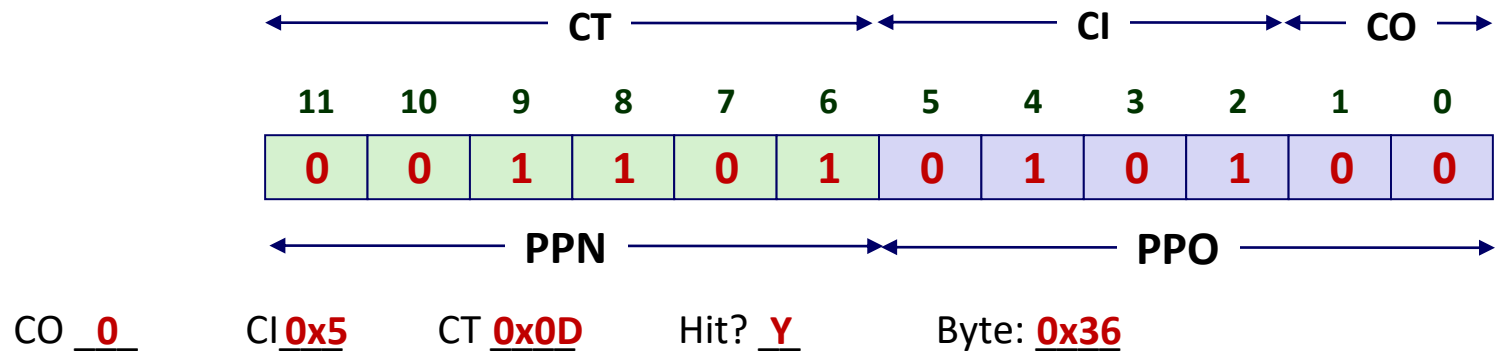 CT CI CO
11 10 9 8 7 6 5 4 3 2 1 0
0 0 1 1 0 1 0 1 0 1 0 0
PPN PPO
CO 0 CI 0x5 CT 0x0D Hit? Y Byte: 0x36